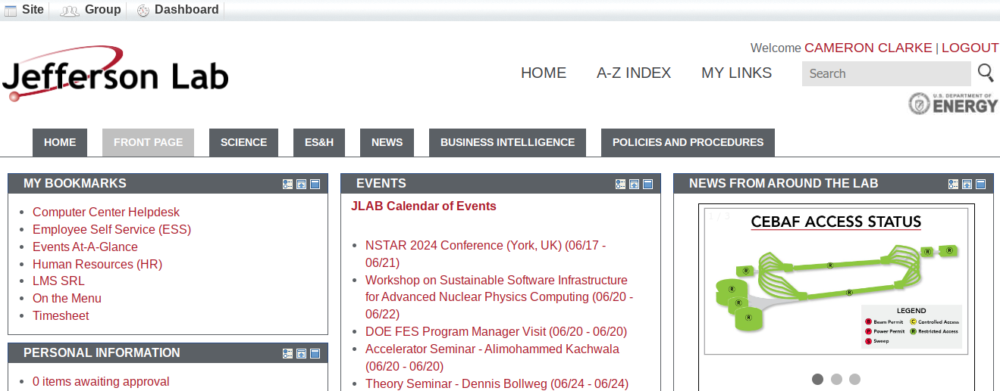 Site Group Dashboard
Welcome CAMERON CLARKE | LOGOUT
Jefferson Lab
HOME A-Z INDEX MY LINKS Search
U.S. DEPARTMENT OF
ENERGY
HOME FRONT PAGE SCIENCE ES&H NEWS BUSINESS INTELLIGENCE POLICIES AND PROCEDURES
MY BOOKMARKS
Computer Center Helpdesk
Employee Self Service (ESS)
Events At-A-Glance
Human Resources (HR)
LMS SRL
On the Menu
Timesheet
PERSONAL INFORMATION
0 items awaiting approval
EVENTS
JLAB Calendar of Events
NSTAR 2024 Conference (York, UK) (06/17 -
06/21)
Workshop on Sustainable Software Infrastructure
for Advanced Nuclear Physics Computing (06/20 -
06/22)
DOE FES Program Manager Visit (06/20 - 06/20)
Accelerator Seminar - Alimohammed Kachwala
(06/20 - 06/20)
Theory Seminar - Dennis Bollweg (06/24 - 06/24)
NEWS FROM AROUND THE LAB
1 / 3
CEBAF ACCESS STATUS
R R R
R
R
R R
R
LEGEND
B Beam Permit C Controlled Access
P Power Permit R Restricted Access
S Sweep